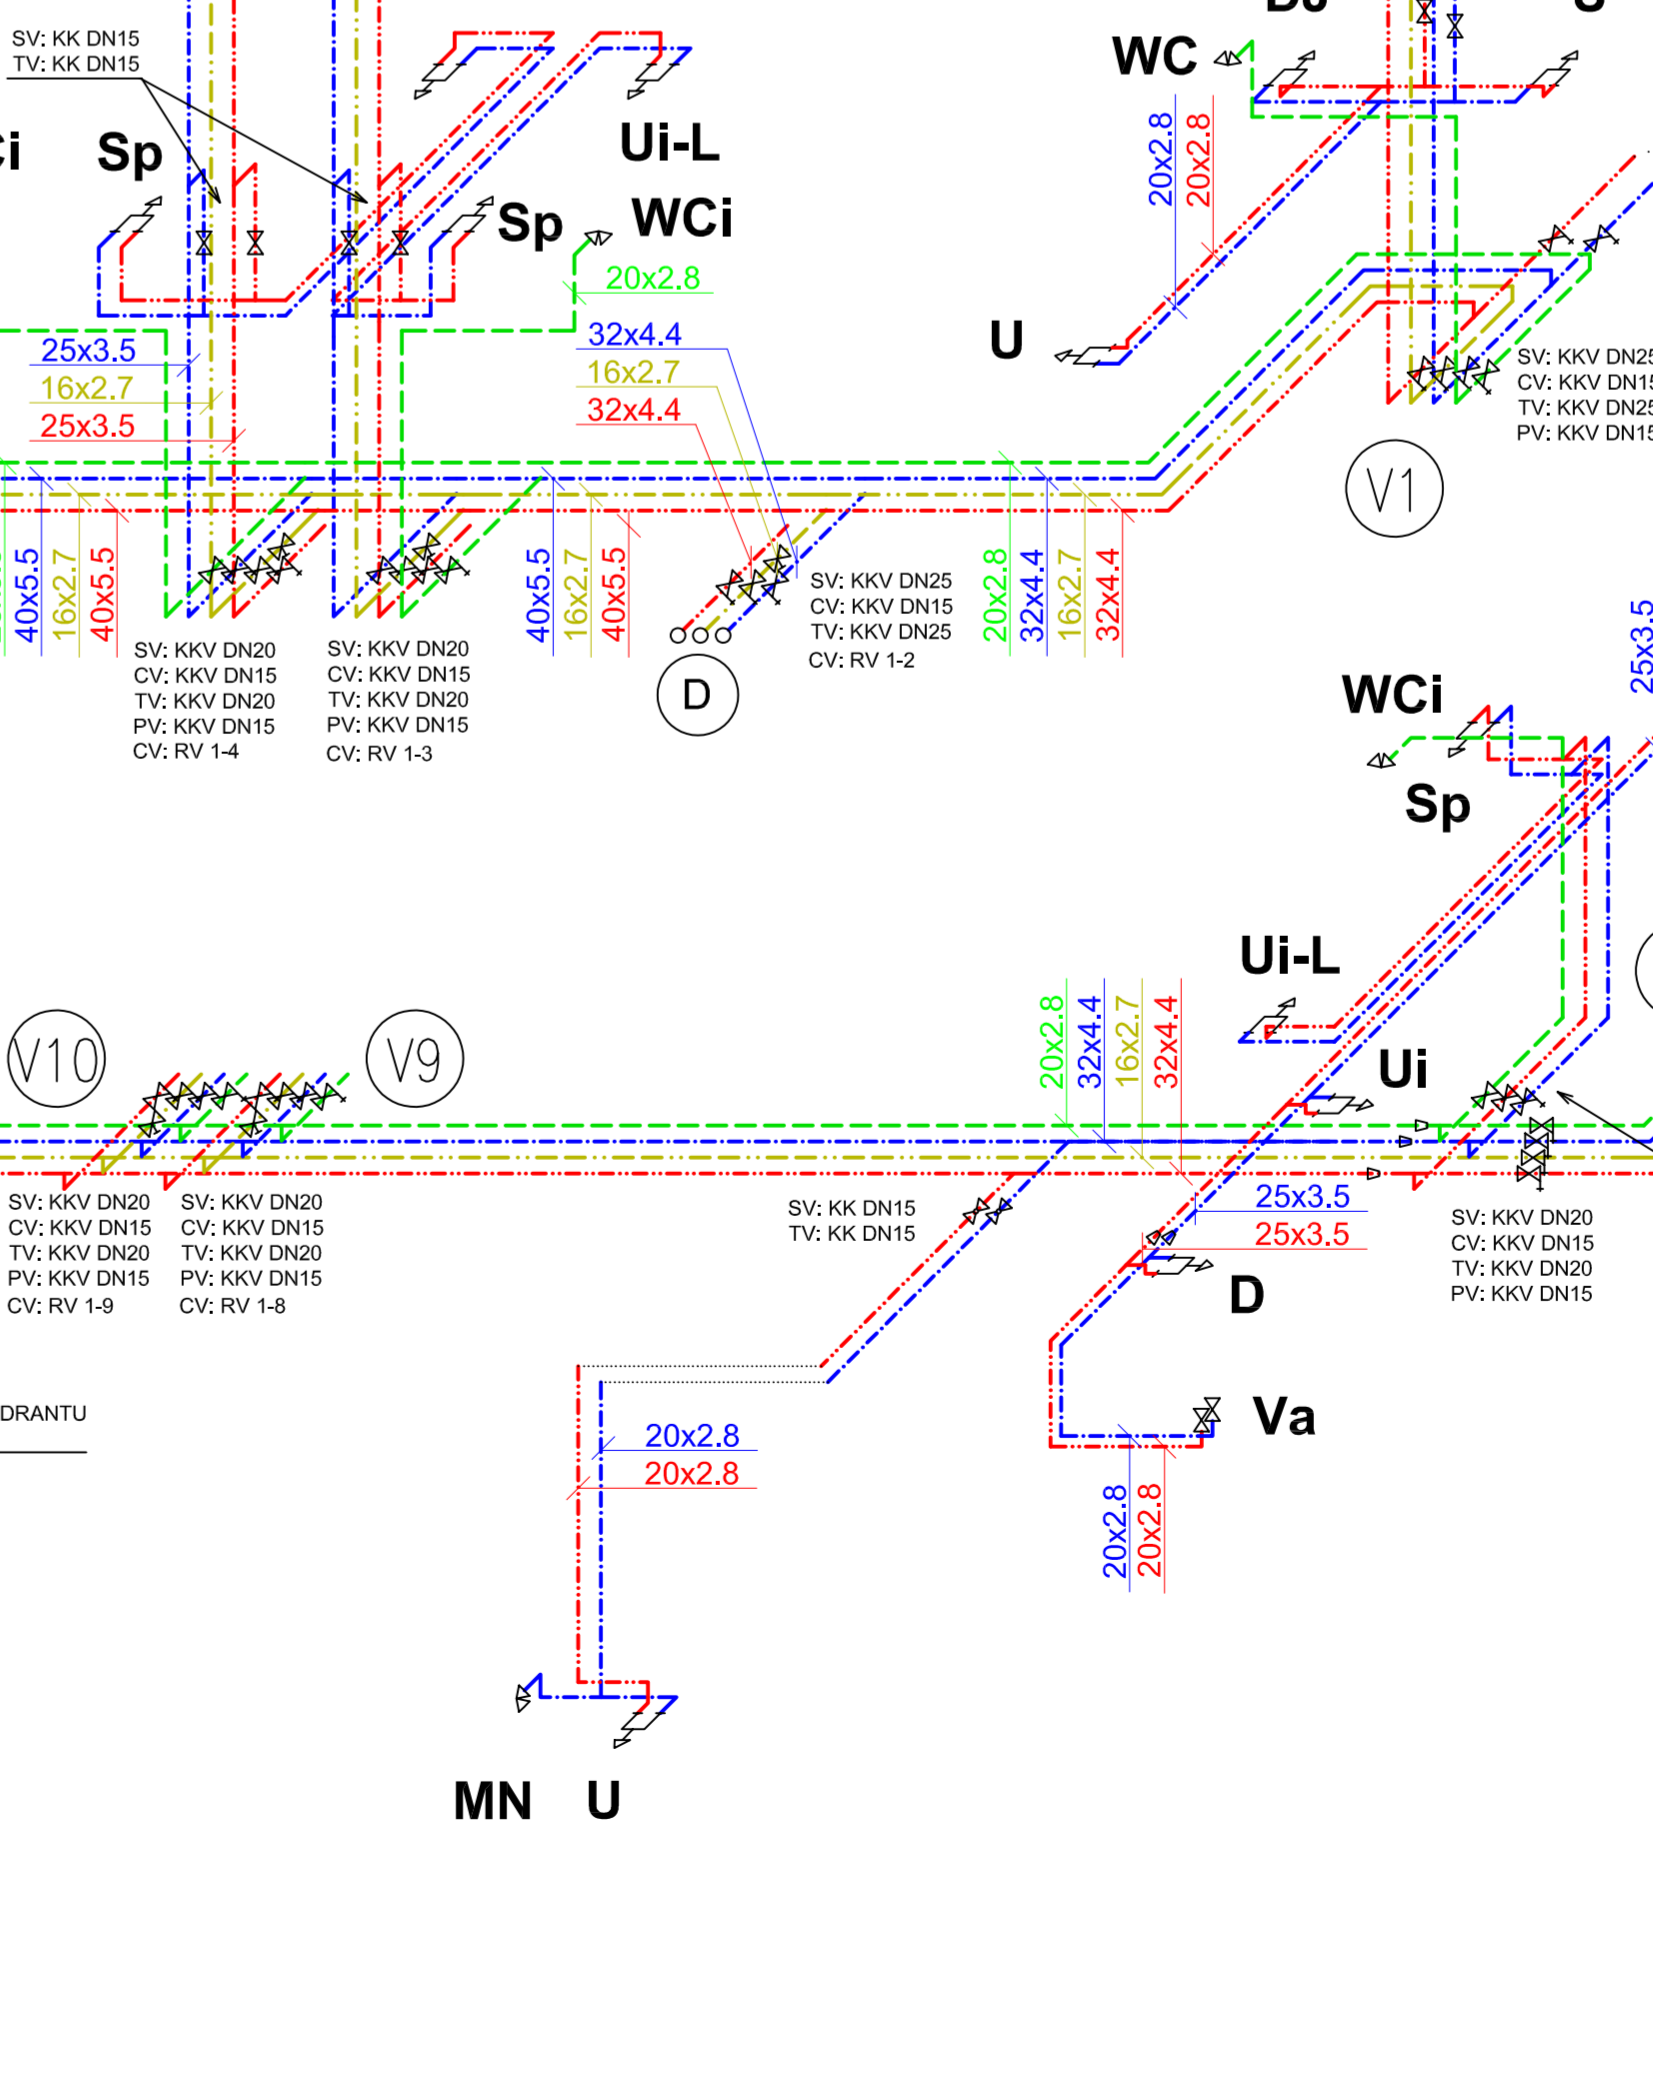 SV: KK DN15
TV: KK DN15
Sp
Ui-L
Sp
WCi
20x2.8
25x3.5
16x2.7
25x3.5
32x4.4
16x2.7
32x4.4
40x5.5
16x2.7
40x5.5
40x5.5
16x2.7
40x5.5
SV: KKV DN20
CV: KKV DN15
TV: KKV DN20
PV: KKV DN15
CV: RV 1-4
SV: KKV DN20
CV: KKV DN15
TV: KKV DN20
PV: KKV DN15
CV: RV 1-3
D
SV: KKV DN25
CV: KKV DN15
TV: KKV DN25
CV: RV 1-2
20x2.8
32x4.4
16x2.7
32x4.4
WC
20x2.8
20x2.8
U
SV: KKV DN25
CV: KKV DN15
TV: KKV DN25
PV: KKV DN15
V1
25x3.5
WCi
Sp
Ui-L
Ui
V10
V9
20x2.8
32x4.4
16x2.7
32x4.4
SV: KKV DN20
CV: KKV DN15
TV: KKV DN20
PV: KKV DN15
CV: RV 1-9
SV: KKV DN20
CV: KKV DN15
TV: KKV DN20
PV: KKV DN15
CV: RV 1-8
SV: KK DN15
TV: KK DN15
25x3.5
25x3.5
D
SV: KKV DN20
CV: KKV DN15
TV: KKV DN20
PV: KKV DN15
DRANTU
Va
20x2.8
20x2.8
20x2.8
20x2.8
MN U